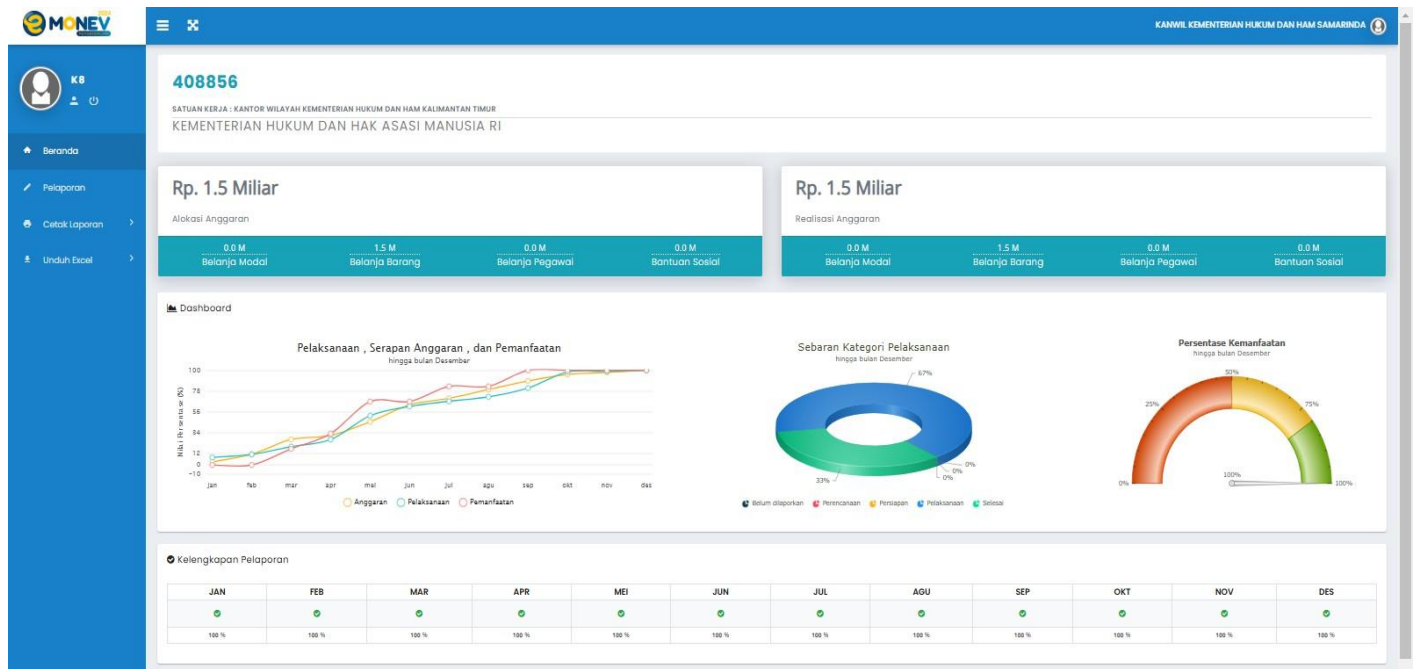 eMONEV
KANWIL KEMENTERIAN HUKUM DAN HAM SAMARINDA
KB
408856
SATUAN KERJA : KANTOR WILAYAH KEMENTERIAN HUKUM DAN HAM KALIMANTAN TIMUR
KEMENTERIAN HUKUM DAN HAK ASASI MANUSIA RI
Beranda
Pelaporan
Cetak Laporan
Unduh Excel
Rp. 1.5 Miliar
Alokasi Anggaran
0.0 M 1.5 M 0.0 M 0.0 M
Belanja Modal Belanja Barang Belanja Pegawai Bantuan Sosial
Rp. 1.5 Miliar
Realisasi Anggaran
0.0 M 1.5 M 0.0 M 0.0 M
Belanja Modal Belanja Barang Belanja Pegawai Bantuan Sosial
Dashboard
Pelaksanaan , Serapan Anggaran , dan Pemanfaatan
hingga bulan Desember
Nilai Persentase (%)
100
78
56
34
12
0
-10
jan feb mar apr mei jun jul agu sep okt nov des
Anggaran Pelaksanaan Pemanfaatan
Sebaran Kategori Pelaksanaan
hingga bulan Desember
67%
33%
0%
0%
0%
Belum dilaporkan Perencanaan Persiapan Pelaksanaan Selesai
Persentase Kemanfaatan
hingga bulan Desember
50%
25% 75%
100%
0% 100%
Kelengkapan Pelaporan
JAN FEB MAR APR MEI JUN JUL AGU SEP OKT NOV DES
100 % 100 % 100 % 100 % 100 % 100 % 100 % 100 % 100 % 100 % 100 % 100 %